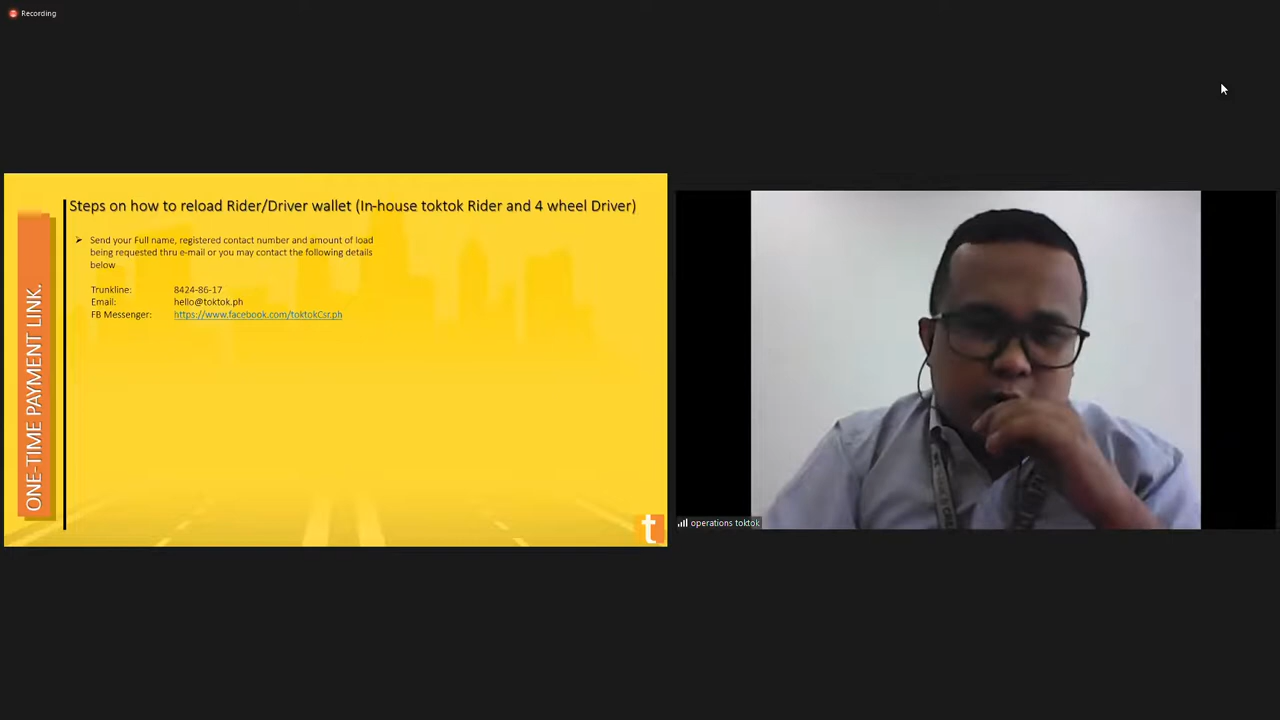 Recording
Steps on how to reload Rider/Driver wallet (In-house toktok Rider and 4 wheel Driver)
➢ Send your Full name, registered contact number and amount of load
being requested thru e-mail or you may contact the following details
below
Trunkline: 8424-86-17
Email: hello@toktok.ph
FB Messenger: https://www.facebook.com/toktokCsr.ph
ONE-TIME PAYMENT LINK.
t
operations toktok